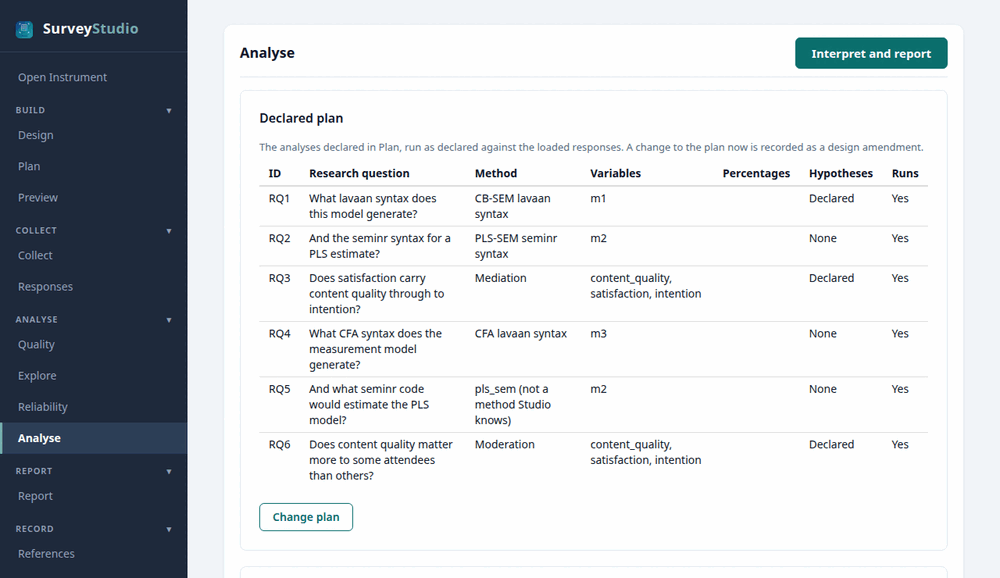 SurveyStudio
Open Instrument
BUILD
Design
Plan
Preview
COLLECT
Collect
Responses
ANALYSE
Quality
Explore
Reliability
Analyse
REPORT
Report
RECORD
References
Analyse
Interpret and report
Declared plan
The analyses declared in Plan, run as declared against the loaded responses. A change to the plan now is recorded as a design amendment.
ID Research question Method Variables Percentages Hypotheses Runs
RQ1 What lavaan syntax does CB-SEM lavaan m1 Declared Yes
this model generate? syntax
RQ2 And the seminr syntax for a PLS-SEM seminr m2 None Yes
PLS estimate? syntax
RQ3 Does satisfaction carry Mediation content_quality, Declared Yes
content quality through to satisfaction, intention
intention?
RQ4 What CFA syntax does the CFA lavaan syntax m3 None Yes
measurement model
generate?
RQ5 And what seminr code pls_sem (not a m2 None Yes
would estimate the PLS method Studio
model? knows)
RQ6 Does content quality matter Moderation content_quality, Declared Yes
more to some attendees satisfaction, intention
than others?
Change plan